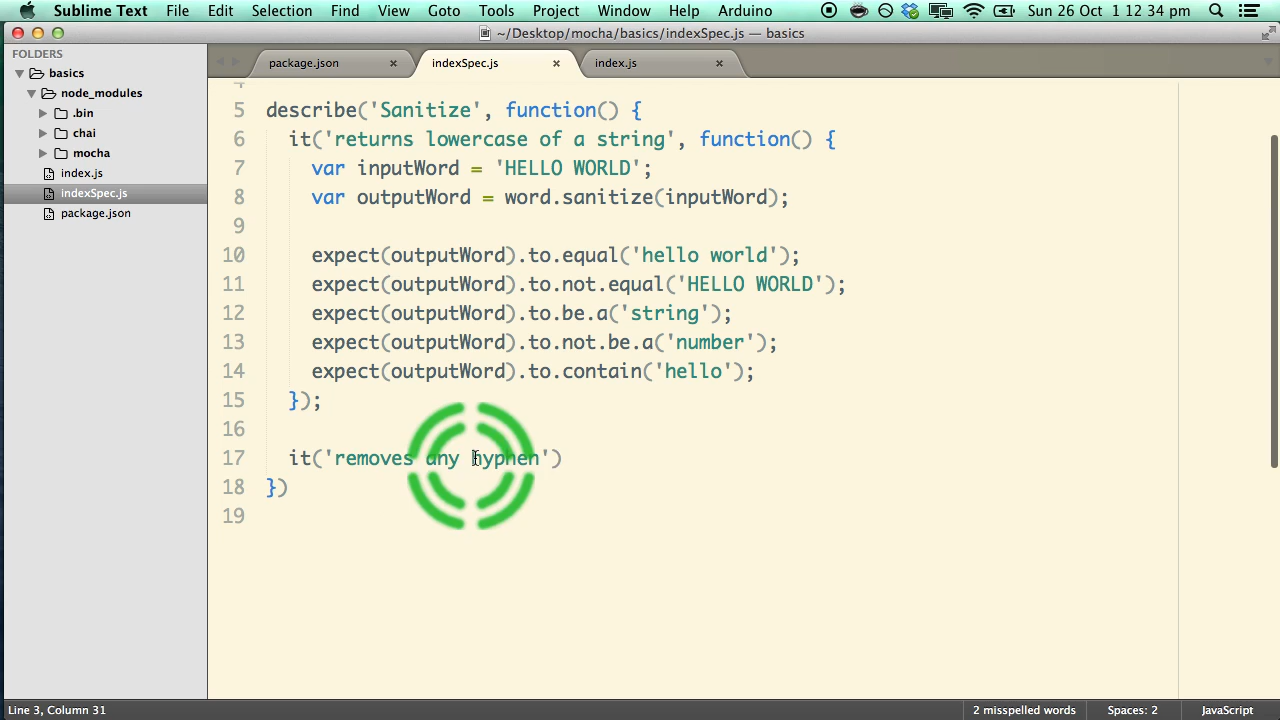 Sublime Text File Edit Selection Find View Goto Tools Project Window Help Arduino Sun 26 Oct 1 12 34 pm
~/Desktop/mocha/basics/indexSpec.js — basics
FOLDERS
basics
node_modules
.bin
chai
mocha
index.js
indexSpec.js
package.json
package.json × indexSpec.js × index.js ×
4
5 describe('Sanitize', function() {
6 it('returns lowercase of a string', function() {
7 var inputWord = 'HELLO WORLD';
8 var outputWord = word.sanitize(inputWord);
9
10 expect(outputWord).to.equal('hello world');
11 expect(outputWord).to.not.equal('HELLO WORLD');
12 expect(outputWord).to.be.a('string');
13 expect(outputWord).to.not.be.a('number');
14 expect(outputWord).to.contain('hello');
15 });
16
17 it('removes any hyphen')
18 })
19
Line 3, Column 31 2 misspelled words Spaces: 2 JavaScript